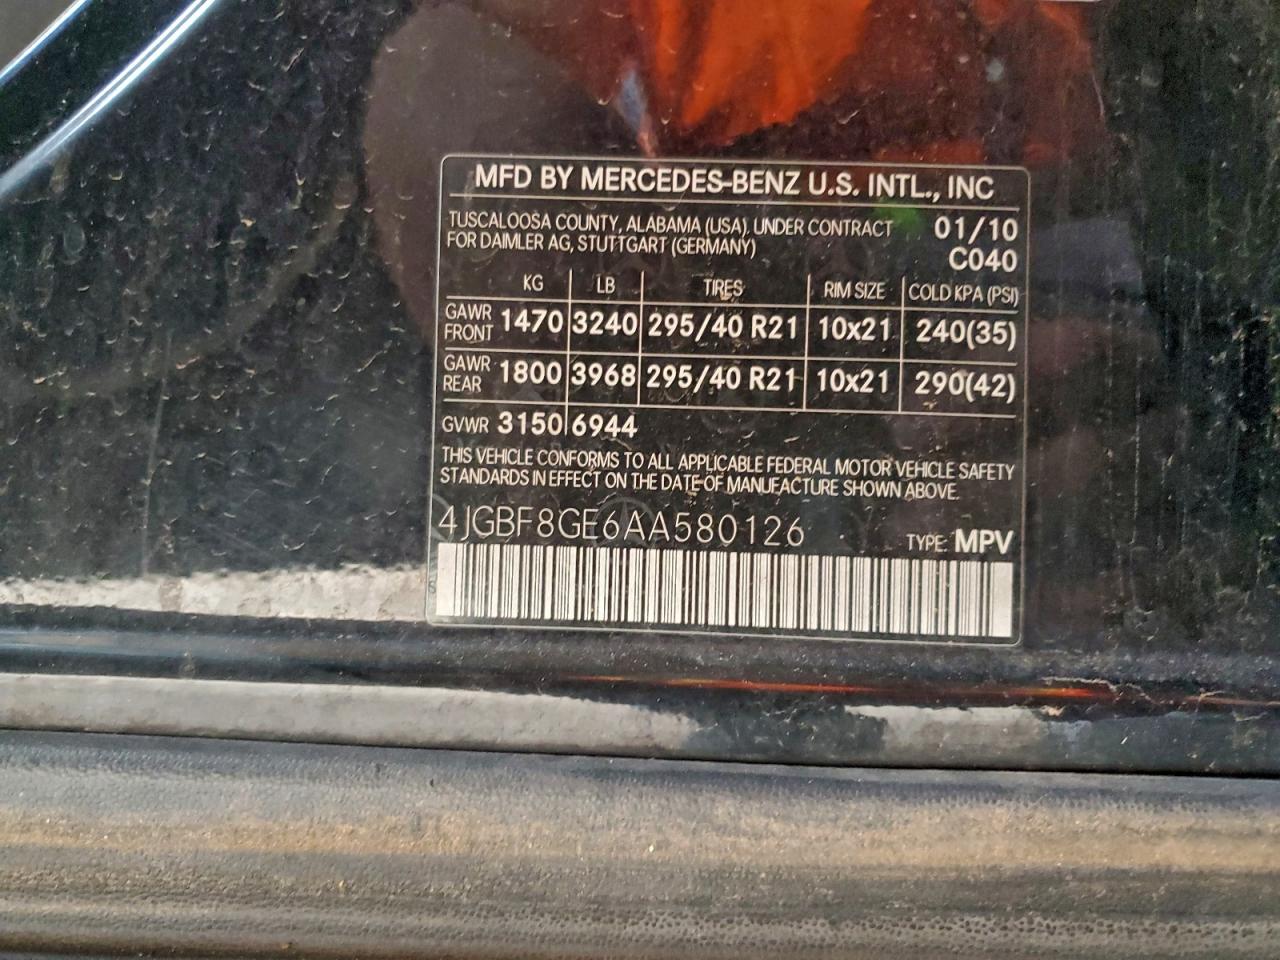 MFD BY MERCEDES-BENZ U.S. INTL., INC
TUSCALOOSA COUNTY, ALABAMA (USA), UNDER CONTRACT 01/10
FOR DAIMLER AG, STUTTGART (GERMANY) C040
KG LB TIRES RIM SIZE COLD KPA (PSI)
GAWR FRONT 1470 3240 295/40 R21 10x21 240(35)
GAWR REAR 1800 3968 295/40 R21 10x21 290(42)
GVWR 3150 6944
THIS VEHICLE CONFORMS TO ALL APPLICABLE FEDERAL MOTOR VEHICLE SAFETY
STANDARDS IN EFFECT ON THE DATE OF MANUFACTURE SHOWN ABOVE.
4JGBF8GE6AA580126 TYPE: MPV